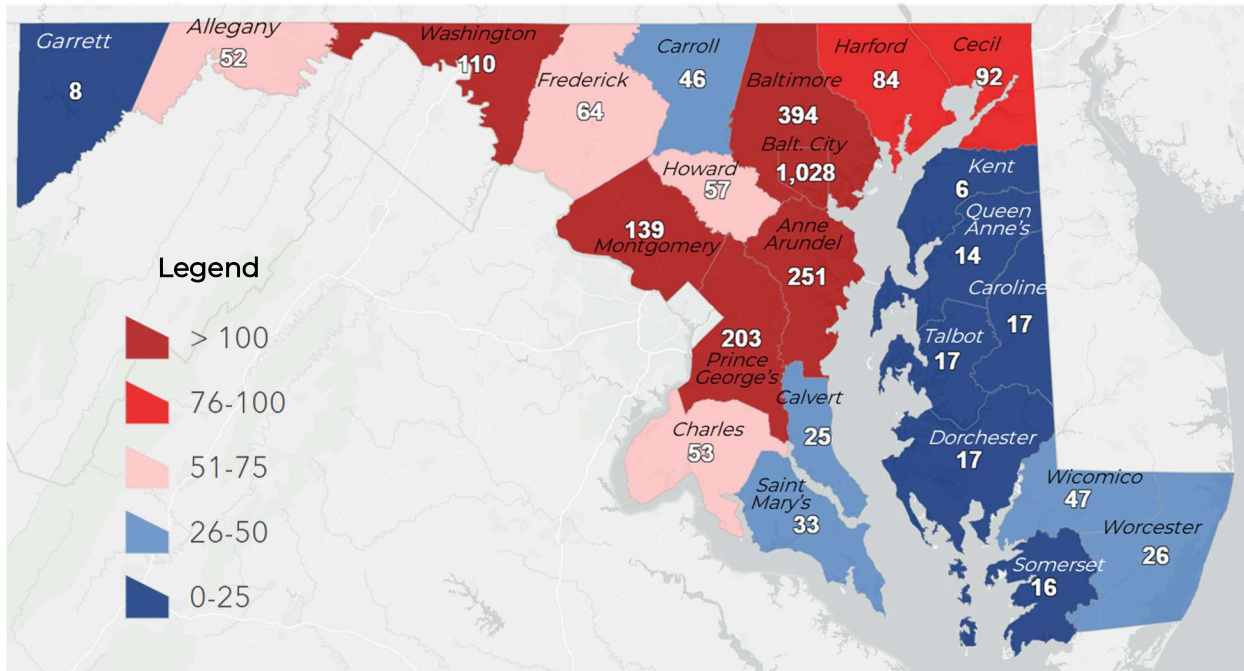 Garrett
8
Allegany
52
Washington
110
Frederick
64
Carroll
46
Baltimore
394
Balt. City
1,028
Harford
84
Cecil
92
Howard
57
Kent
6
Queen
Anne's
14
139
Montgomery
Anne
Arundel
251
Caroline
17
Talbot
17
203
Prince
George's
Calvert
25
Charles
53
Dorchester
17
Saint
Mary's
33
Wicomico
47
Worcester
26
Somerset
16
Legend
> 100
76-100
51-75
26-50
0-25